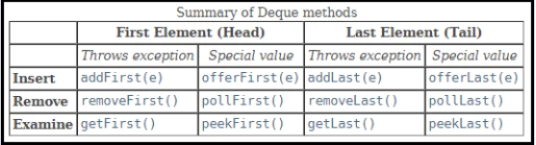 Summary of Deque methods
First Element (Head) Last Element (Tail)
Throws exception Special value Throws exception Special value
Insert addFirst(e) offerFirst(e) addLast(e) offerLast(e)
Remove removeFirst() pollFirst() removeLast() pollLast()
Examine getFirst() peekFirst() getLast() peekLast()